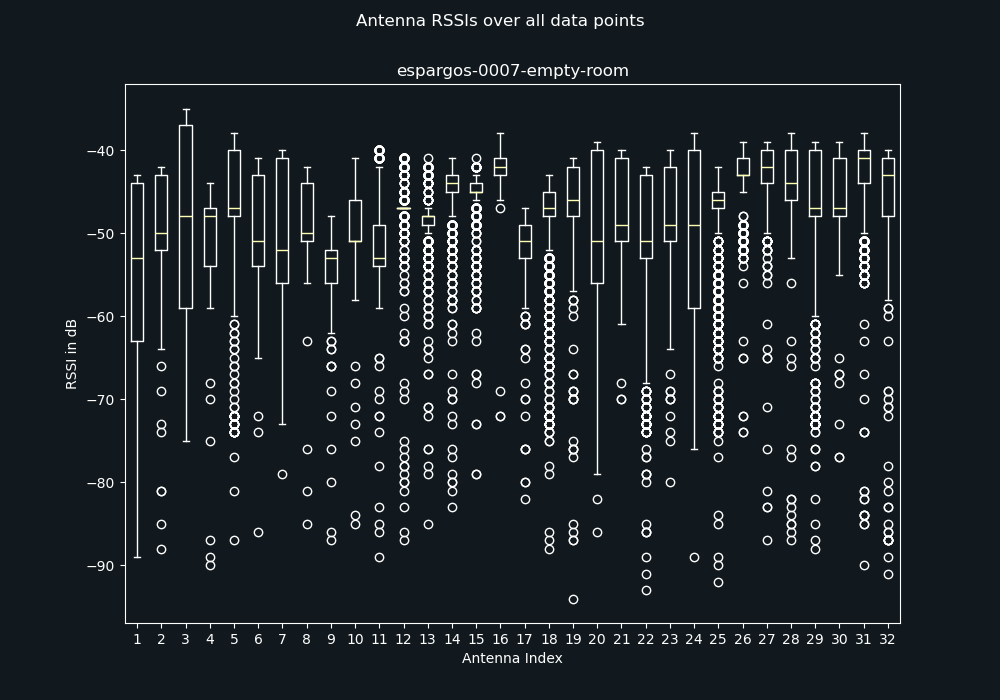 Antenna RSSIs over all data points
espargos-0007-empty-room
RSSI in dB
−40
−50
−60
−70
−80
−90
1 2 3 4 5 6 7 8 9 10 11 12 13 14 15 16 17 18 19 20 21 22 23 24 25 26 27 28 29 30 31 32
Antenna Index